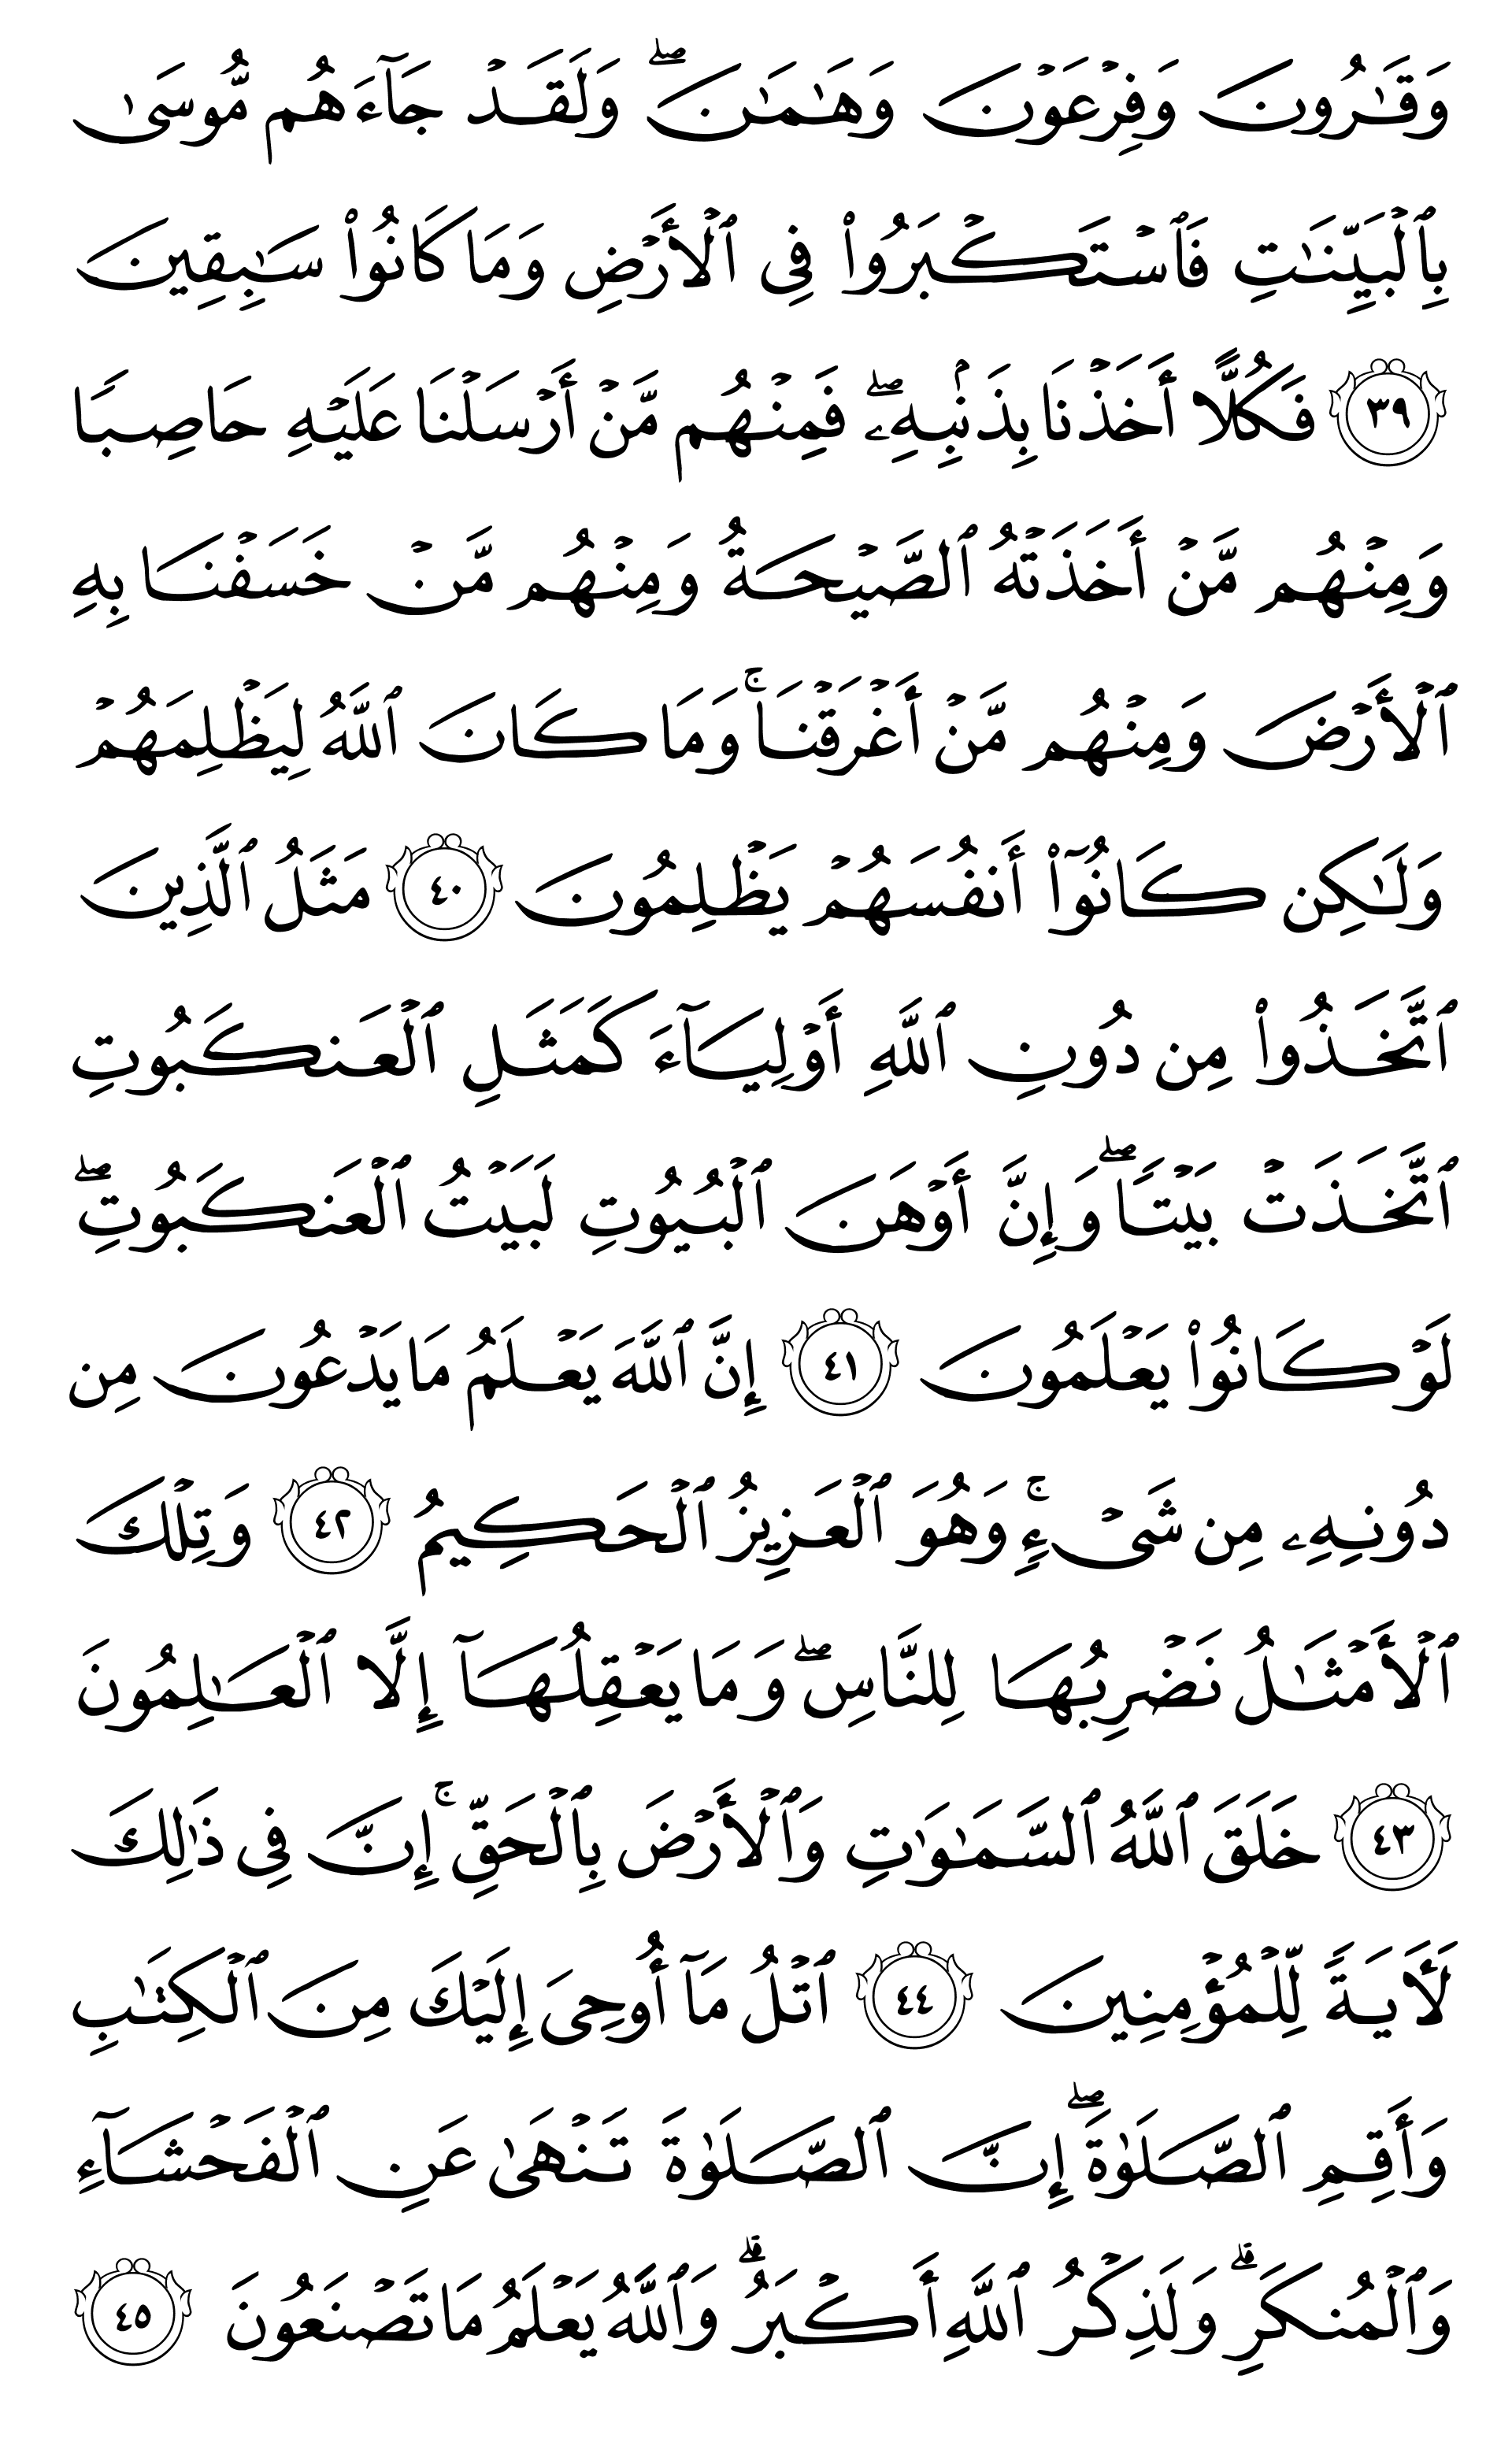 وَقَٰرُونَ وَفِرۡعَوۡنَ وَهَٰمَٰنَۖ وَلَقَدۡ جَآءَهُم مُّوسَىٰ
بِٱلۡبَيِّنَٰتِ فَٱسۡتَكۡبَرُواْ فِي ٱلۡأَرۡضِ وَمَا كَانُواْ سَٰبِقِينَ
٣٩ فَكُلًّا أَخَذۡنَا بِذَنۢبِهِۦۖ فَمِنۡهُم مَّنۡ أَرۡسَلۡنَا عَلَيۡهِ حَاصِبٗا
وَمِنۡهُم مَّنۡ أَخَذَتۡهُ ٱلصَّيۡحَةُ وَمِنۡهُم مَّنۡ خَسَفۡنَا بِهِ
ٱلۡأَرۡضَ وَمِنۡهُم مَّنۡ أَغۡرَقۡنَاۚ وَمَا كَانَ ٱللَّهُ لِيَظۡلِمَهُمۡ
وَلَٰكِن كَانُوٓاْ أَنفُسَهُمۡ يَظۡلِمُونَ ٤٠ مَثَلُ ٱلَّذِينَ
ٱتَّخَذُواْ مِن دُونِ ٱللَّهِ أَوۡلِيَآءَ كَمَثَلِ ٱلۡعَنكَبُوتِ
ٱتَّخَذَتۡ بَيۡتٗاۖ وَإِنَّ أَوۡهَنَ ٱلۡبُيُوتِ لَبَيۡتُ ٱلۡعَنكَبُوتِۖ
لَوۡ كَانُواْ يَعۡلَمُونَ ٤١ إِنَّ ٱللَّهَ يَعۡلَمُ مَا يَدۡعُونَ مِن
دُونِهِۦ مِن شَيۡءٖۚ وَهُوَ ٱلۡعَزِيزُ ٱلۡحَكِيمُ ٤٢ وَتِلۡكَ
ٱلۡأَمۡثَٰلُ نَضۡرِبُهَا لِلنَّاسِۖ وَمَا يَعۡقِلُهَآ إِلَّا ٱلۡعَٰلِمُونَ
٤٣ خَلَقَ ٱللَّهُ ٱلسَّمَٰوَٰتِ وَٱلۡأَرۡضَ بِٱلۡحَقِّۚ إِنَّ فِي ذَٰلِكَ
لَأٓيَةٗ لِّلۡمُؤۡمِنِينَ ٤٤ ٱتۡلُ مَآ أُوحِيَ إِلَيۡكَ مِنَ ٱلۡكِتَٰبِ
وَأَقِمِ ٱلصَّلَوٰةَۖ إِنَّ ٱلصَّلَوٰةَ تَنۡهَىٰ عَنِ ٱلۡفَحۡشَآءِ
وَٱلۡمُنكَرِۗ وَلَذِكۡرُ ٱللَّهِ أَكۡبَرُۗ وَٱللَّهُ يَعۡلَمُ مَا تَصۡنَعُونَ ٤٥